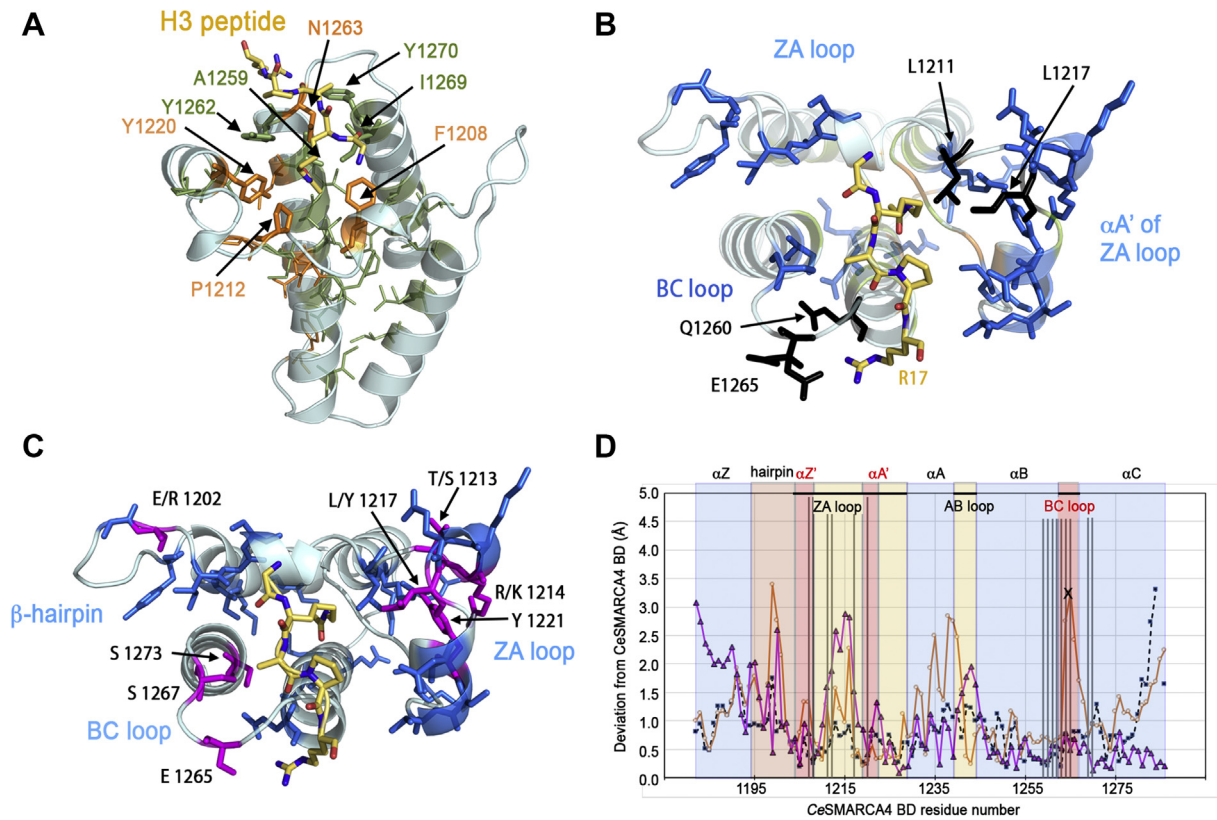 A
H3 peptide
N1263
Y1270
A1259
I1269
Y1262
Y1220
F1208
P1212
B
ZA loop
L1211
L1217
αA' of
ZA loop
BC loop
Q1260
E1265
R17
C
T/S 1213
E/R 1202
L/Y 1217
R/K 1214
β-hairpin
Y 1221
S 1273
ZA loop
S 1267
BC loop
E 1265
D
αZ hairpin αZ' αA' αA αB αC
5.0
ZA loop AB loop BC loop
4.5
4.0
3.5
x
3.0
2.5
2.0
1.5
1.0
0.5
0.0
Deviation from CeSMARCA4 BD (Å)
1195 1215 1235 1255 1275
CeSMARCA4 BD residue number